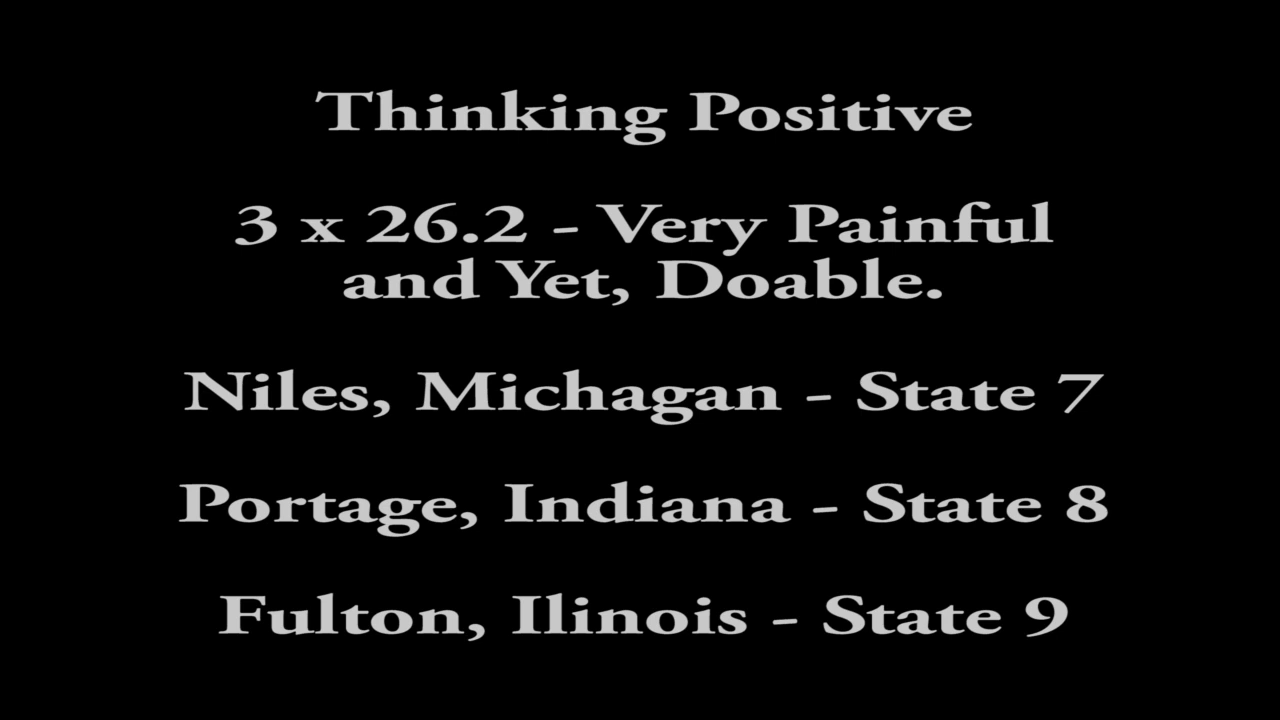 Thinking Positive
3 x 26.2 - Very Painful
and Yet, Doable.
Niles, Michagan - State 7
Portage, Indiana - State 8
Fulton, Ilinois - State 9